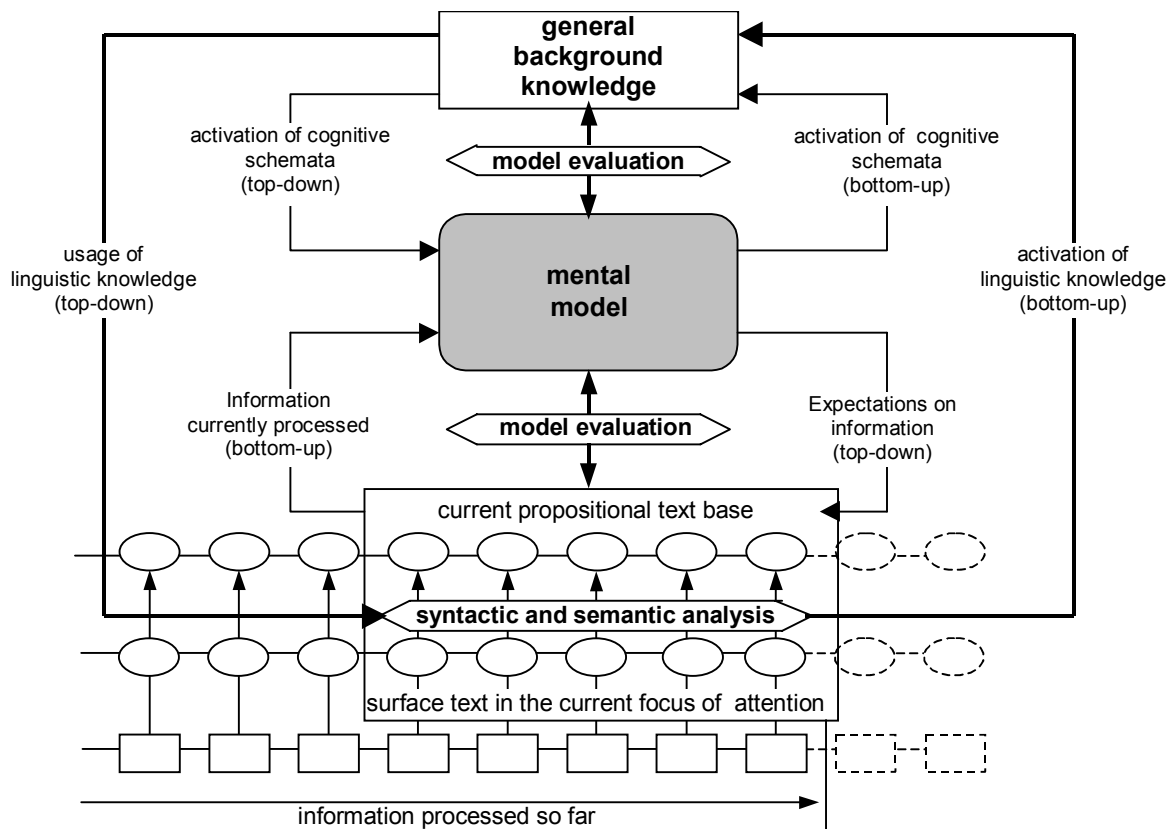 general
background
knowledge
activation of cognitive
schemata
(top-down)
model evaluation
activation of cognitive
schemata
(bottom-up)
usage of
linguistic knowledge
(top-down)
mental
model
activation of
linguistic knowledge
(bottom-up)
Information
currently processed
(bottom-up)
model evaluation
Expectations on
information
(top-down)
current propositional text base
syntactic and semantic analysis
surface text in the current focus of attention
information processed so far